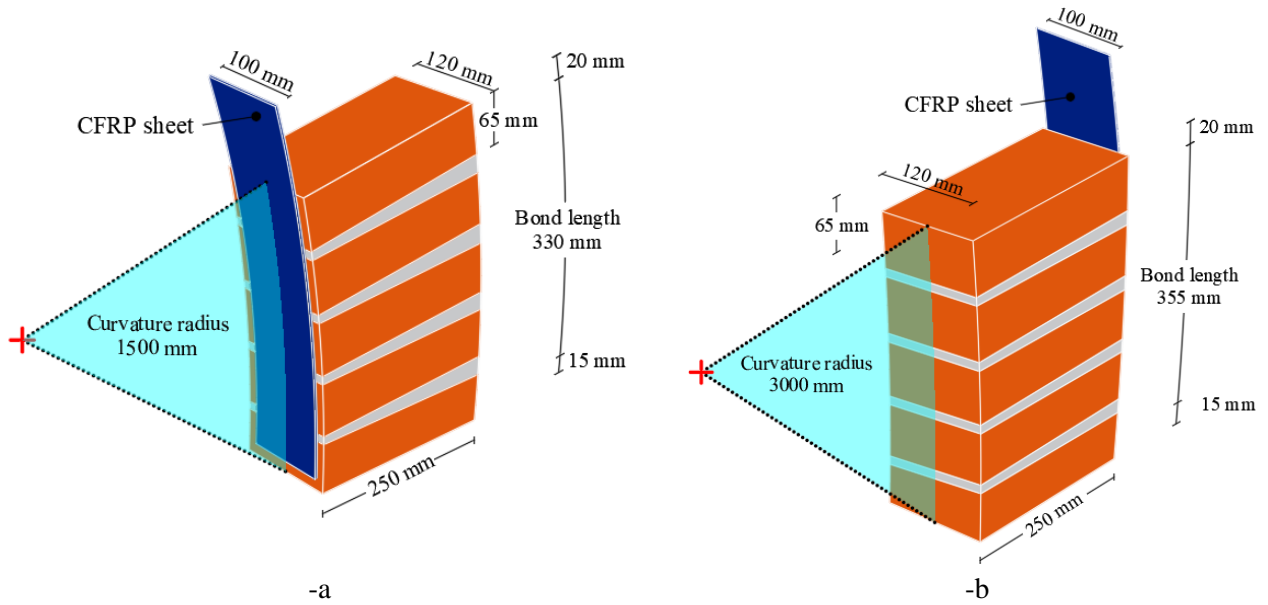 100 mm
120 mm
20 mm
CFRP sheet
65 mm
Bond length
330 mm
Curvature radius
1500 mm
15 mm
250 mm
-a
100 mm
CFRP sheet
20 mm
120 mm
65 mm
Bond length
355 mm
Curvature radius
3000 mm
15 mm
250 mm
-b